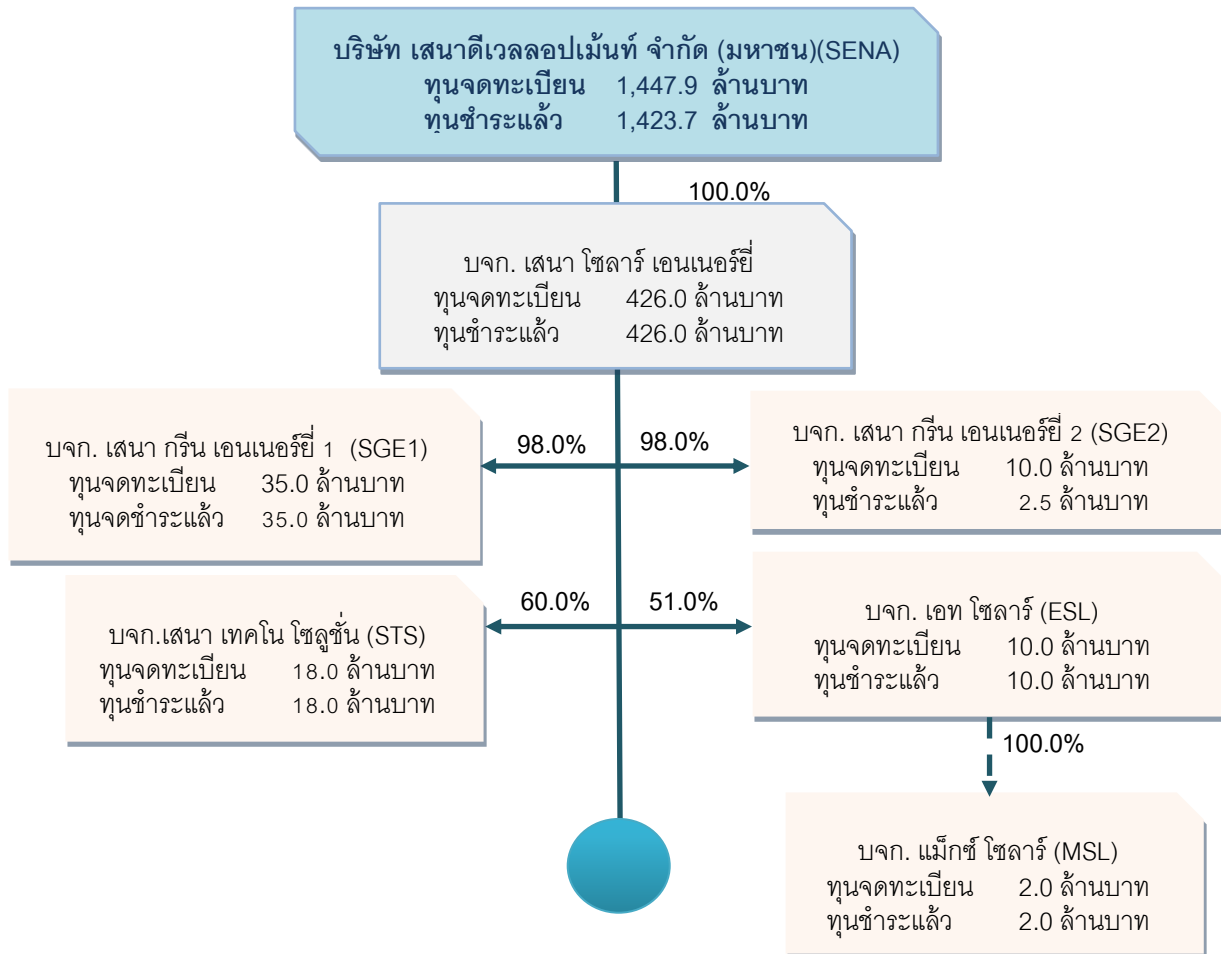 บริษัท เสนาดีเวลลอปเม้นท์ จำกัด (มหาชน)(SENA)
ทุนจดทะเบียน 1,447.9 ล้านบาท
ทุนชำระแล้ว 1,423.7 ล้านบาท
100.0%
บจก. เสนา โซลาร์ เอนเนอร์ยี่
ทุนจดทะเบียน 426.0 ล้านบาท
ทุนชำระแล้ว 426.0 ล้านบาท
บจก. เสนา กรีน เอนเนอร์ยี่ 1 (SGE1)
ทุนจดทะเบียน 35.0 ล้านบาท
ทุนจดชำระแล้ว 35.0 ล้านบาท
98.0%
98.0%
บจก. เสนา กรีน เอนเนอร์ยี่ 2 (SGE2)
ทุนจดทะเบียน 10.0 ล้านบาท
ทุนชำระแล้ว 2.5 ล้านบาท
บจก.เสนา เทคโน โซลูชั่น (STS)
ทุนจดทะเบียน 18.0 ล้านบาท
ทุนชำระแล้ว 18.0 ล้านบาท
60.0%
51.0%
บจก. เอท โซลาร์ (ESL)
ทุนจดทะเบียน 10.0 ล้านบาท
ทุนชำระแล้ว 10.0 ล้านบาท
100.0%
บจก. แม็กซ์ โซลาร์ (MSL)
ทุนจดทะเบียน 2.0 ล้านบาท
ทุนชำระแล้ว 2.0 ล้านบาท